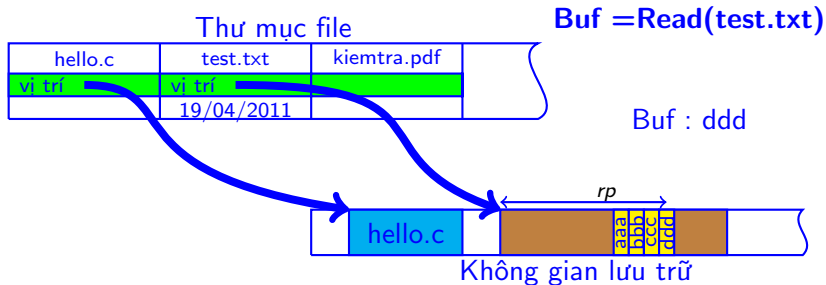 Buf =Read(test.txt)
Thư mục file
hello.c test.txt kiemtra.pdf
vị trí vị trí
19/04/2011
Buf : ddd
rp
hello.c aaa bbb ccc ddd
Không gian lưu trữ